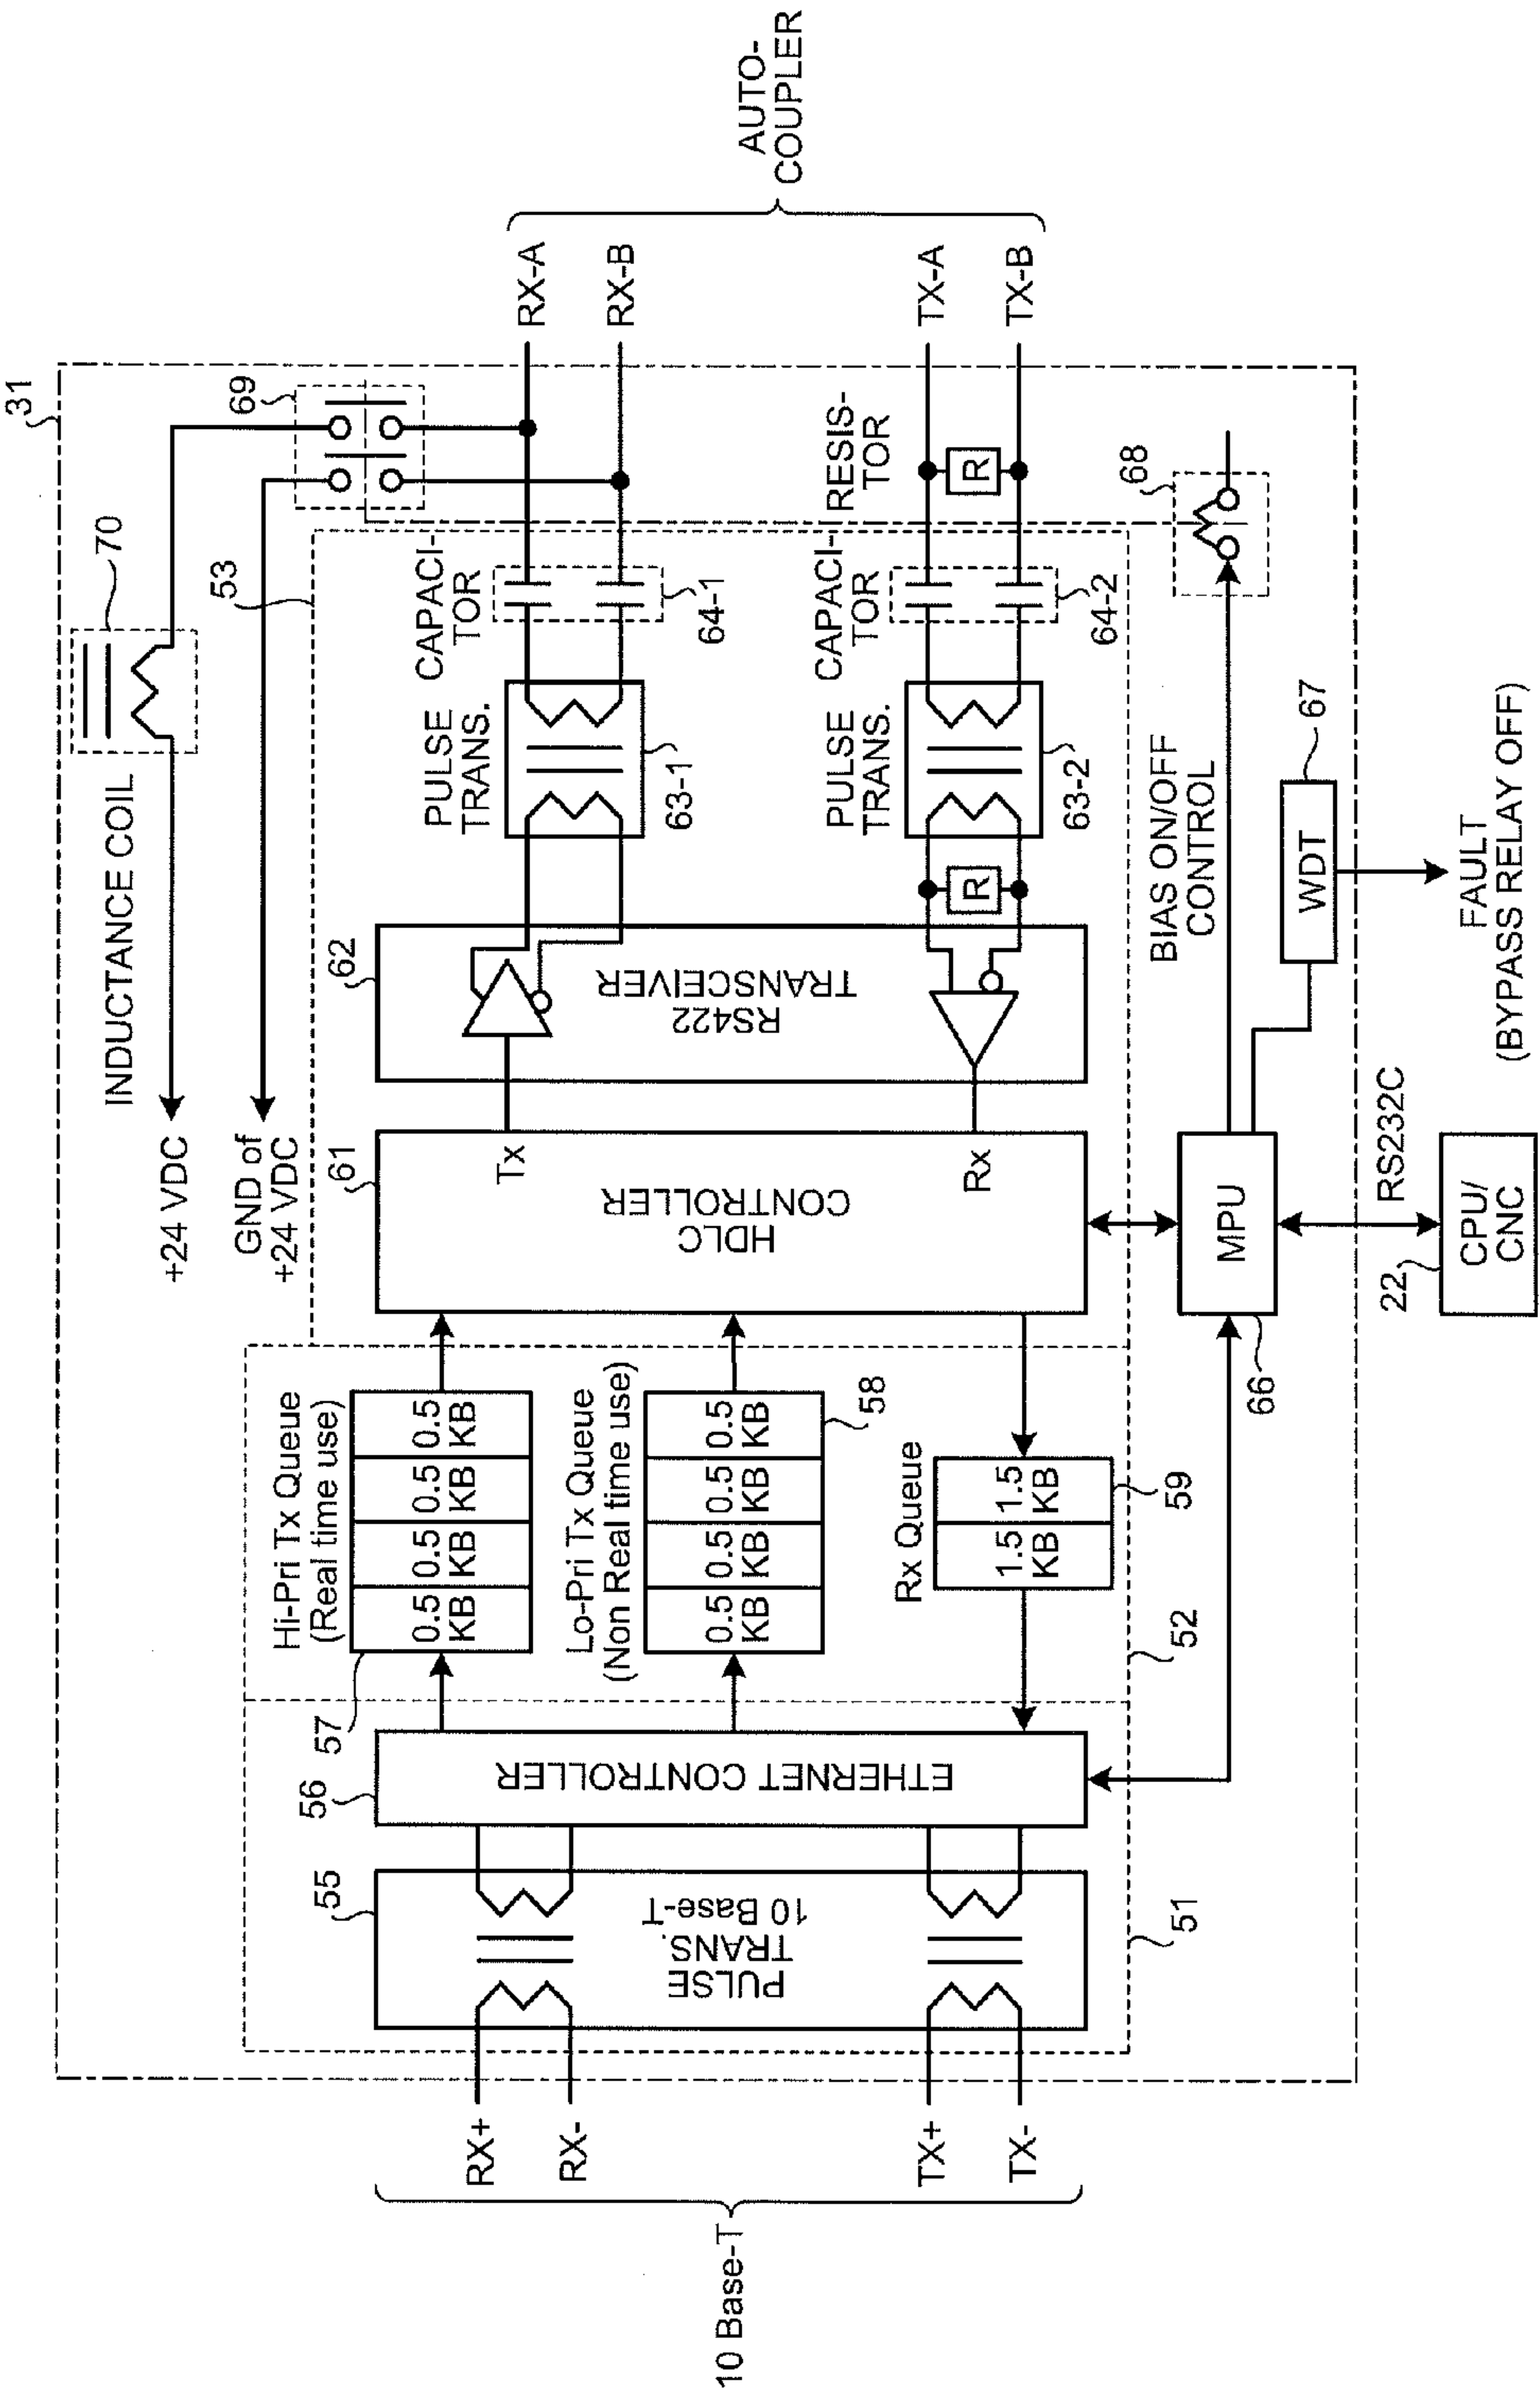 31
70
INDUCTANCE COIL
+24 VDC
GND of
+24 VDC
69
53
AUTO-
COUPLER
RX-A
RX-B
TX-A
TX-B
CAPACI-
TOR
64-1
PULSE
TRANS.
63-1
RESIS-
TOR
R
CAPACI-
TOR
64-2
PULSE
TRANS.
63-2
R
62
RS422
TRANSCEIVER
61
Tx
HDLC
CONTROLLER
Rx
Hi-Pri Tx Queue
(Real time use)
0.5
KB
0.5
KB
0.5
KB
0.5
KB
57
Lo-Pri Tx Queue
(Non Real time use)
0.5
KB
0.5
KB
0.5
KB
0.5
KB
58
Rx Queue
1.5
KB
1.5
KB
59
52
56
ETHERNET CONTROLLER
55
PULSE
TRANS.
10 Base-T
51
RX+
RX-
TX+
TX-
10 Base-T
68
BIAS ON/OFF
CONTROL
67
WDT
FAULT
(BYPASS RELAY OFF)
MPU
66
RS232C
22
CPU/
CNC